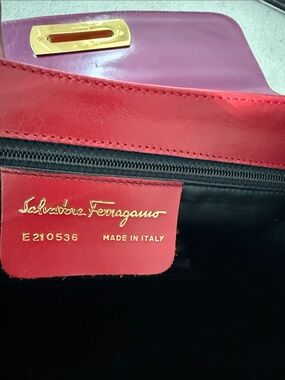 Salvatore Ferragamo
E210536 MADE IN ITALY